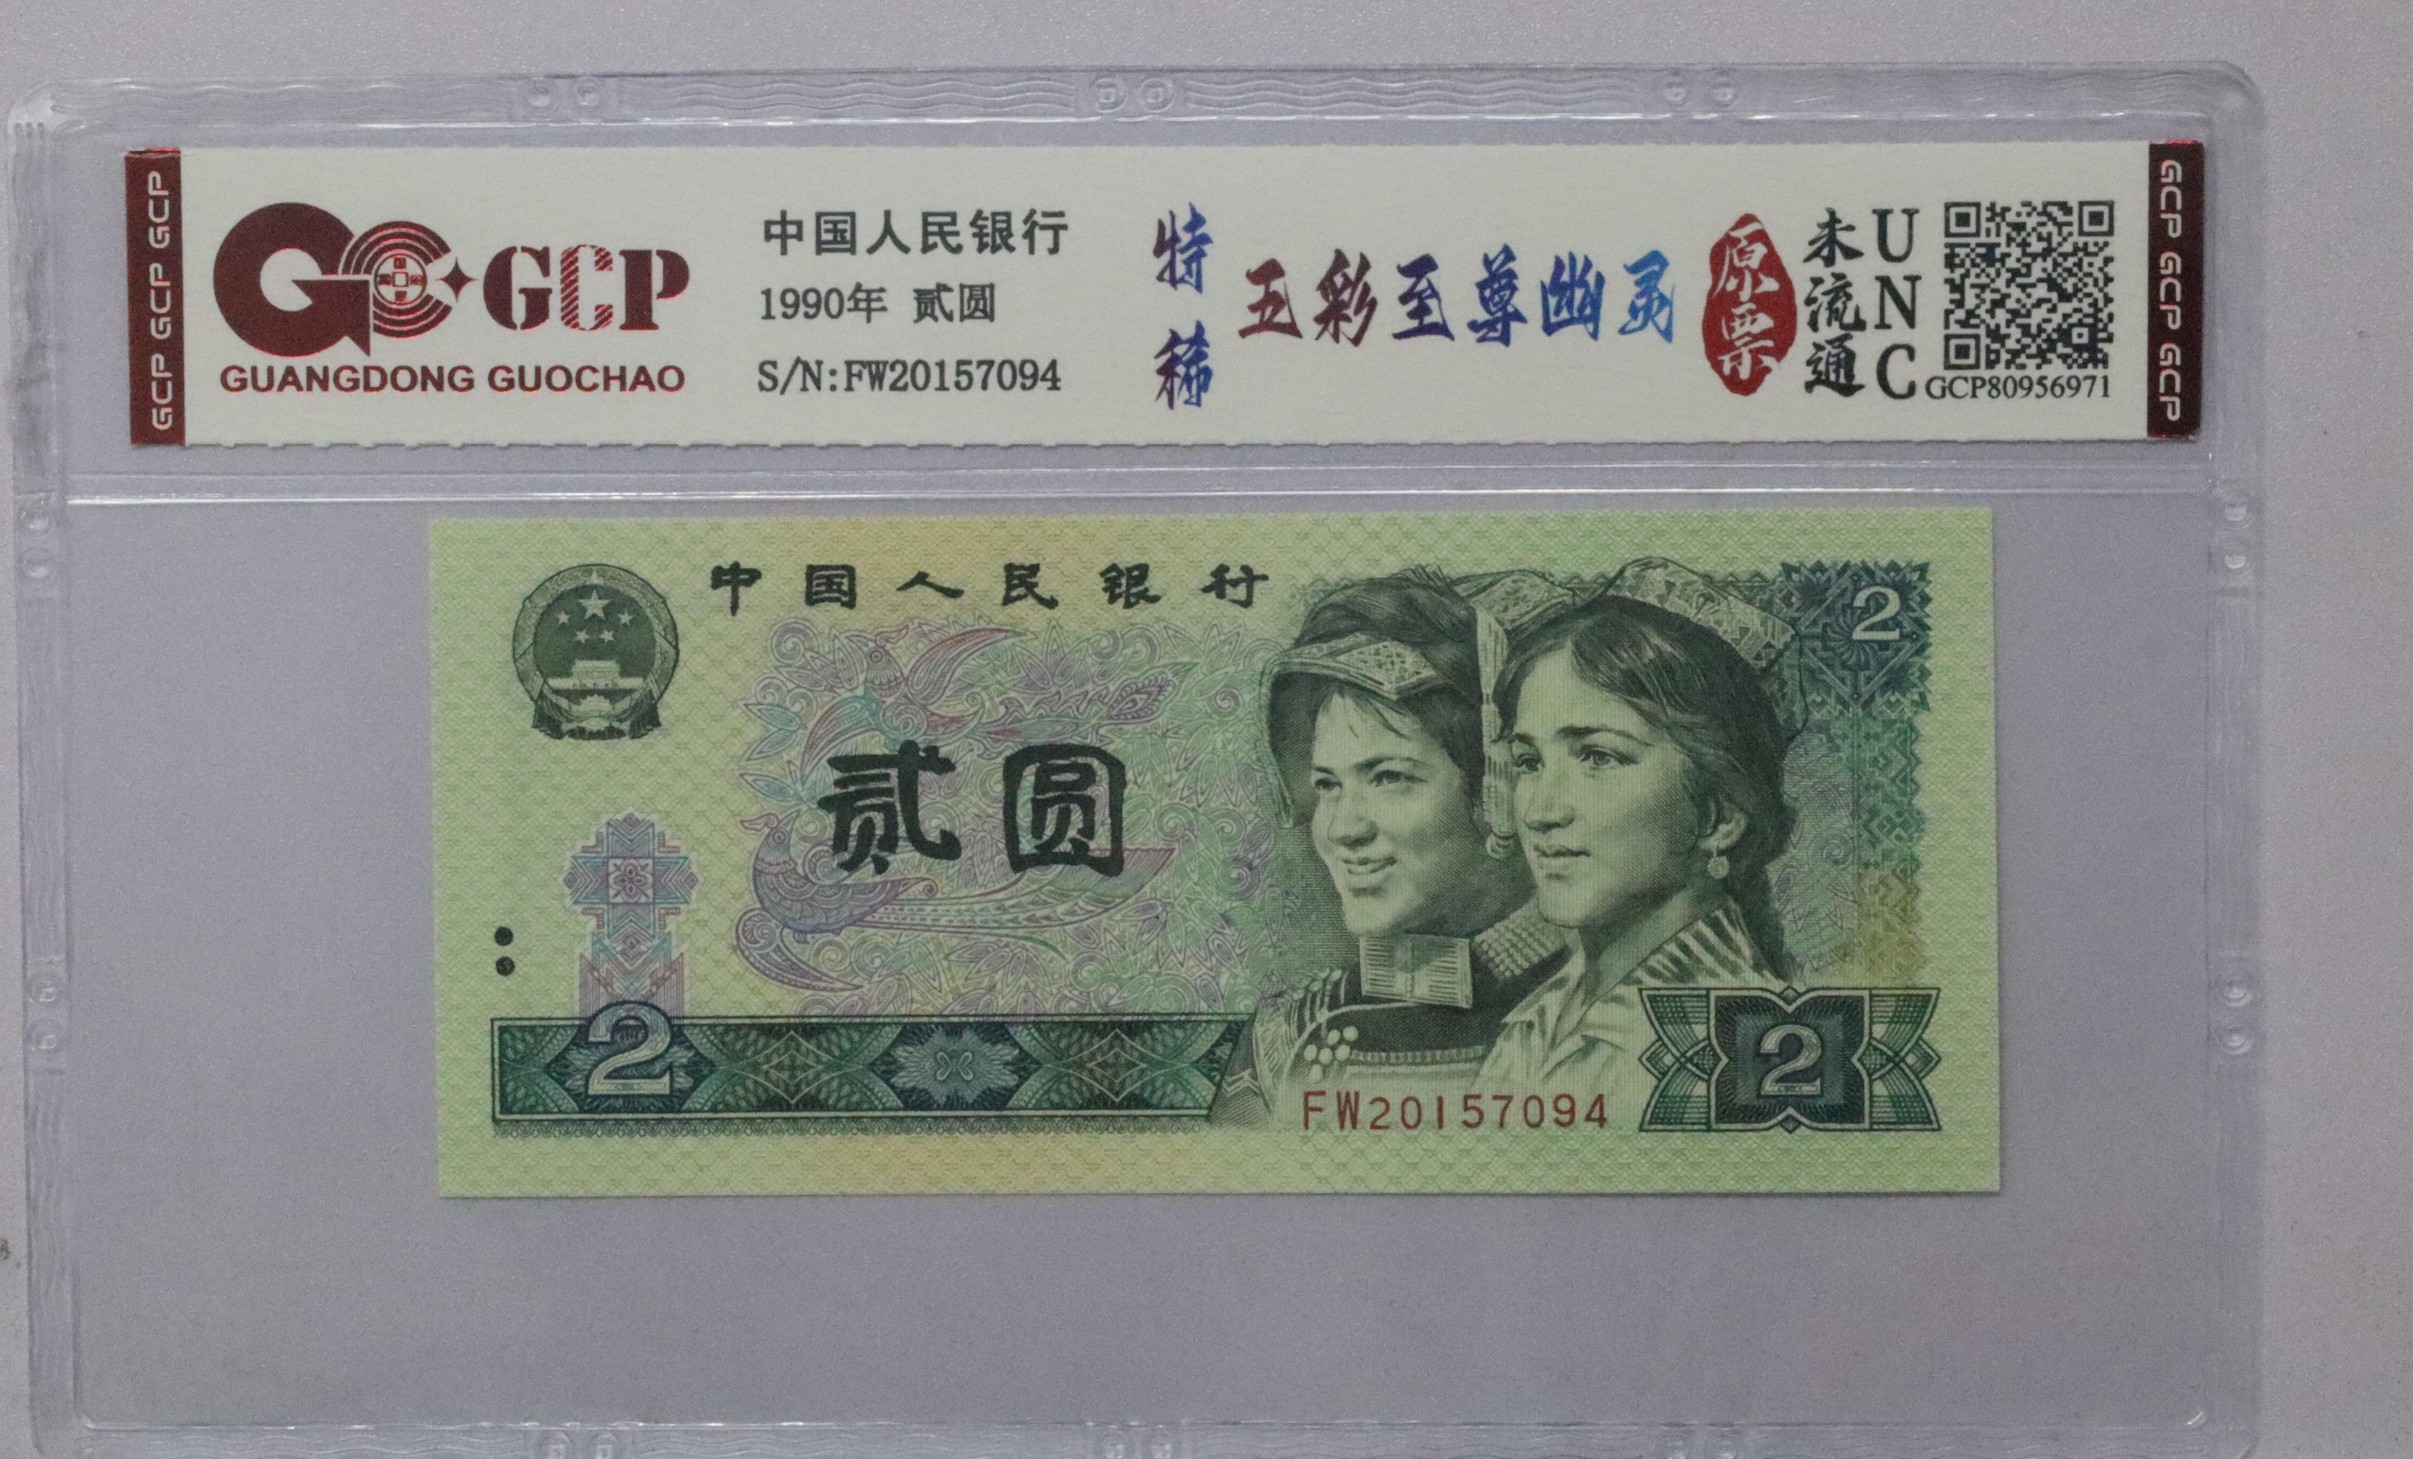 GCP GCP GCP
GCP
GUANGDONG GUOCHAO
中国人民银行
1990年 贰圆
S/N:FW20157094
特稀
五彩至尊幽灵
原票
未流通
UNC
GCP80956971
GCP GCP GCP
中国人民银行
2
贰圆
2
FW20157094
2